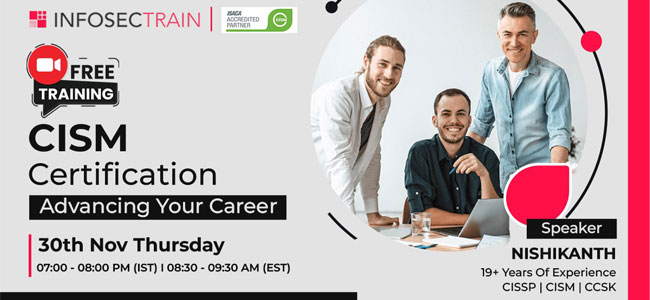 INFOSECTRAIN
ACCREDITED
PARTNER
FREE
TRAINING
CISM
Certification
Advancing Your Career
30th Nov Thursday
07:00 - 08:00 PM (IST) I 08:30 - 09:30 AM (EST)
Speaker
NISHIKANTH
19+ Years Of Experience
CISSP | CISM | CCSK